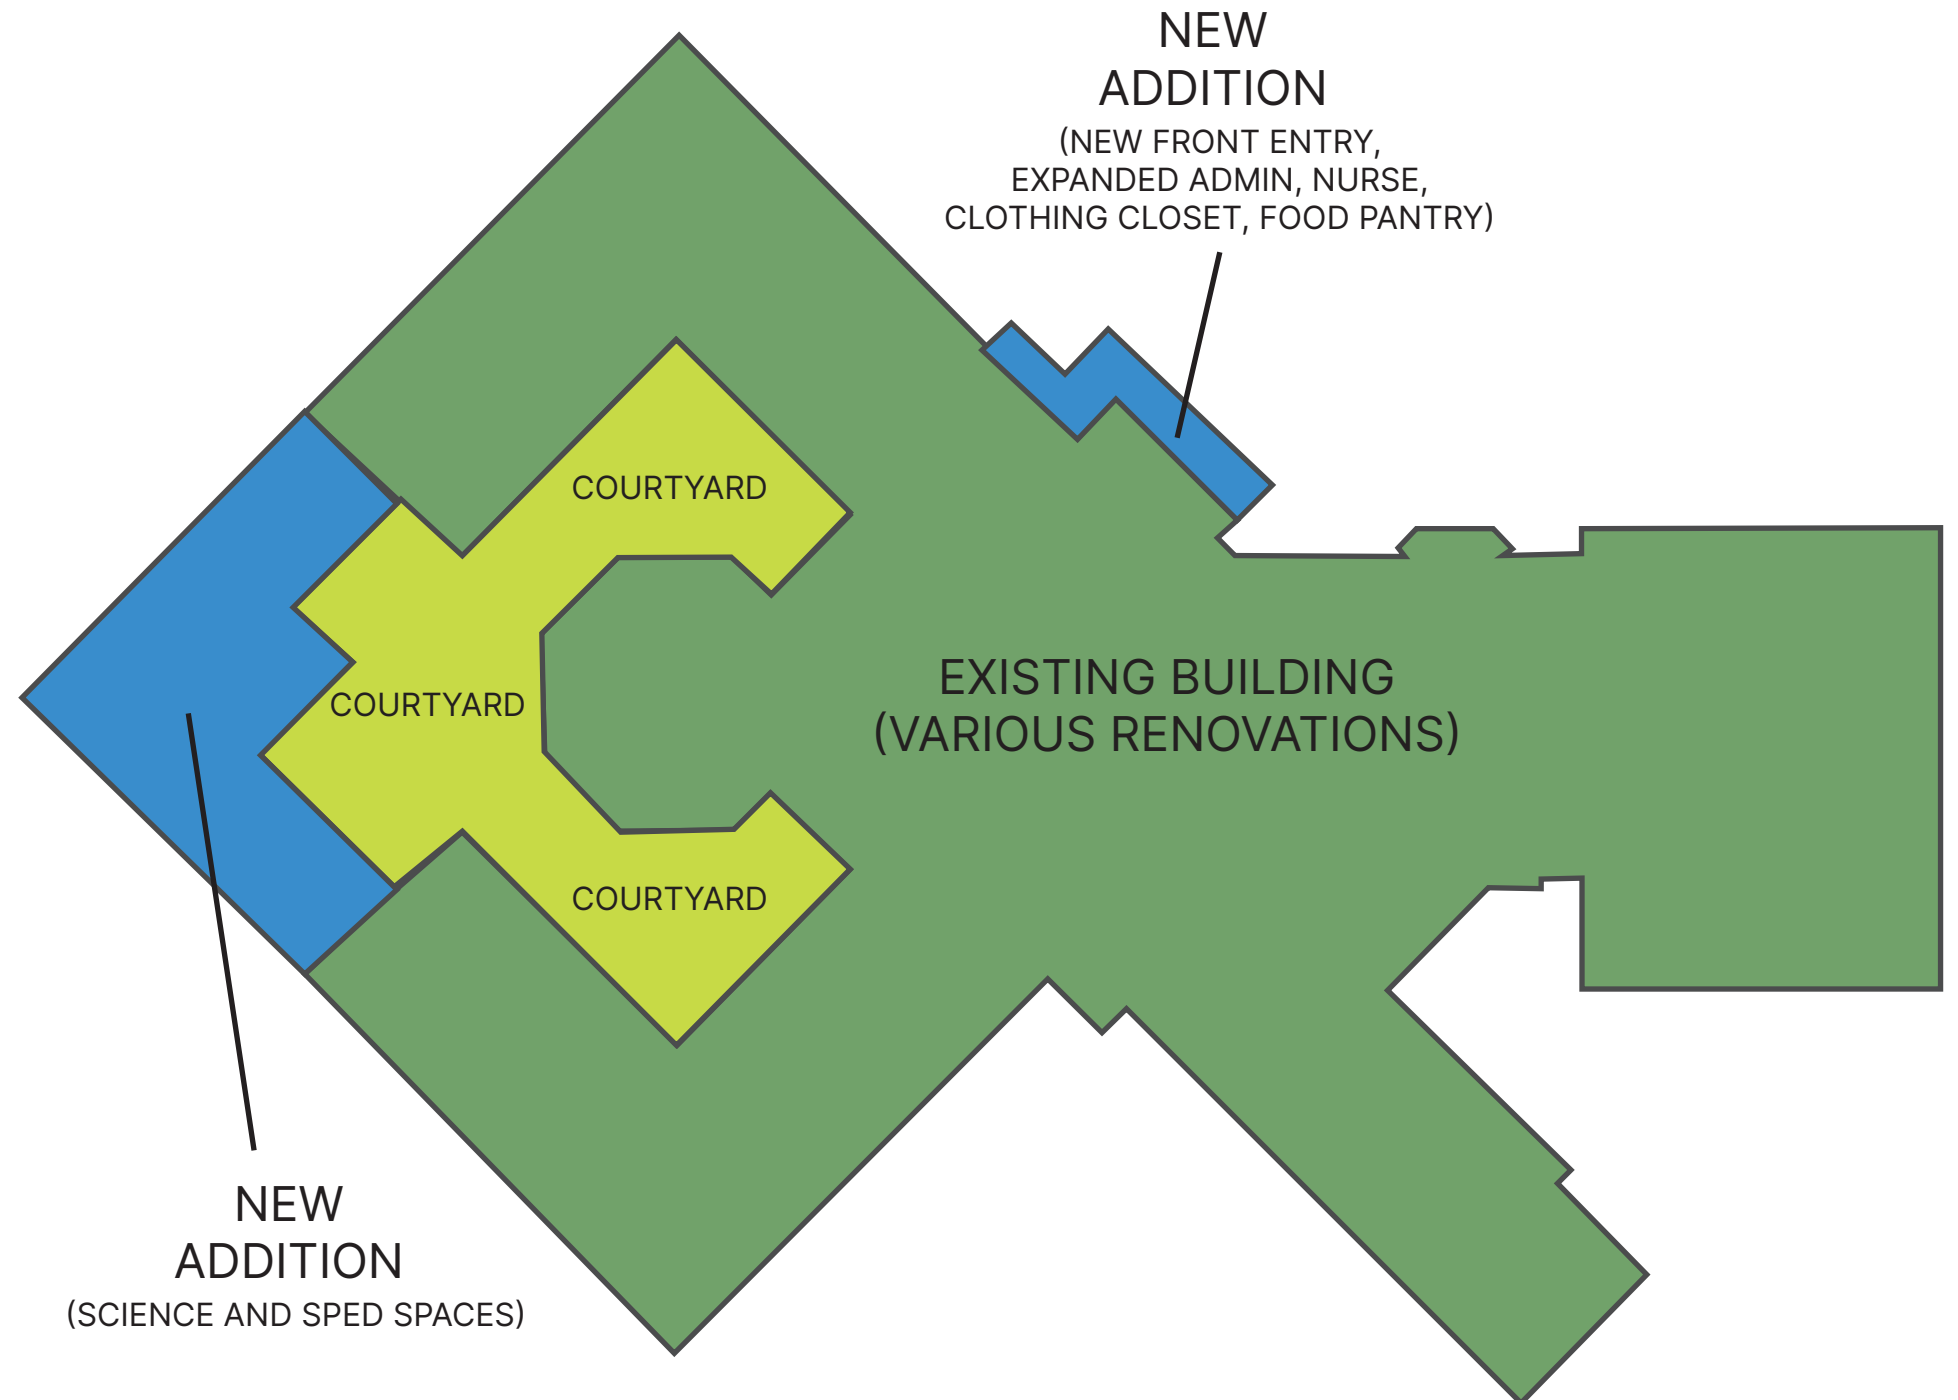 NEW
ADDITION
(NEW FRONT ENTRY,
EXPANDED ADMIN, NURSE,
CLOTHING CLOSET, FOOD PANTRY)
COURTYARD
EXISTING BUILDING
(VARIOUS RENOVATIONS)
COURTYARD
COURTYARD
NEW
ADDITION
(SCIENCE AND SPED SPACES)